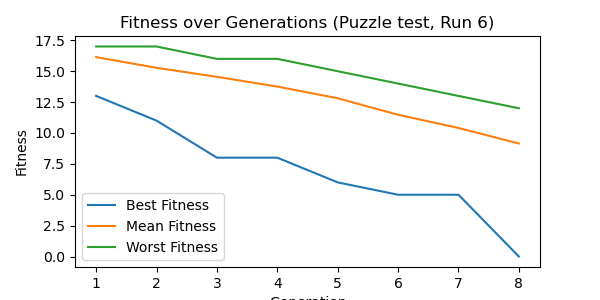 Fitness over Generations (Puzzle test, Run 6)
17.5
15.0
12.5
10.0
7.5
5.0
2.5
0.0
Fitness
Best Fitness
Mean Fitness
Worst Fitness
1 2 3 4 5 6 7 8
Generation